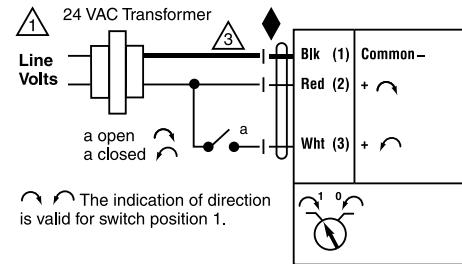 1
24 VAC Transformer
3
Line
Volts
Blk (1) Common –
Red (2) +
a
Wht (3) +
a open
a closed
The indication of direction
is valid for switch position 1.
1 0